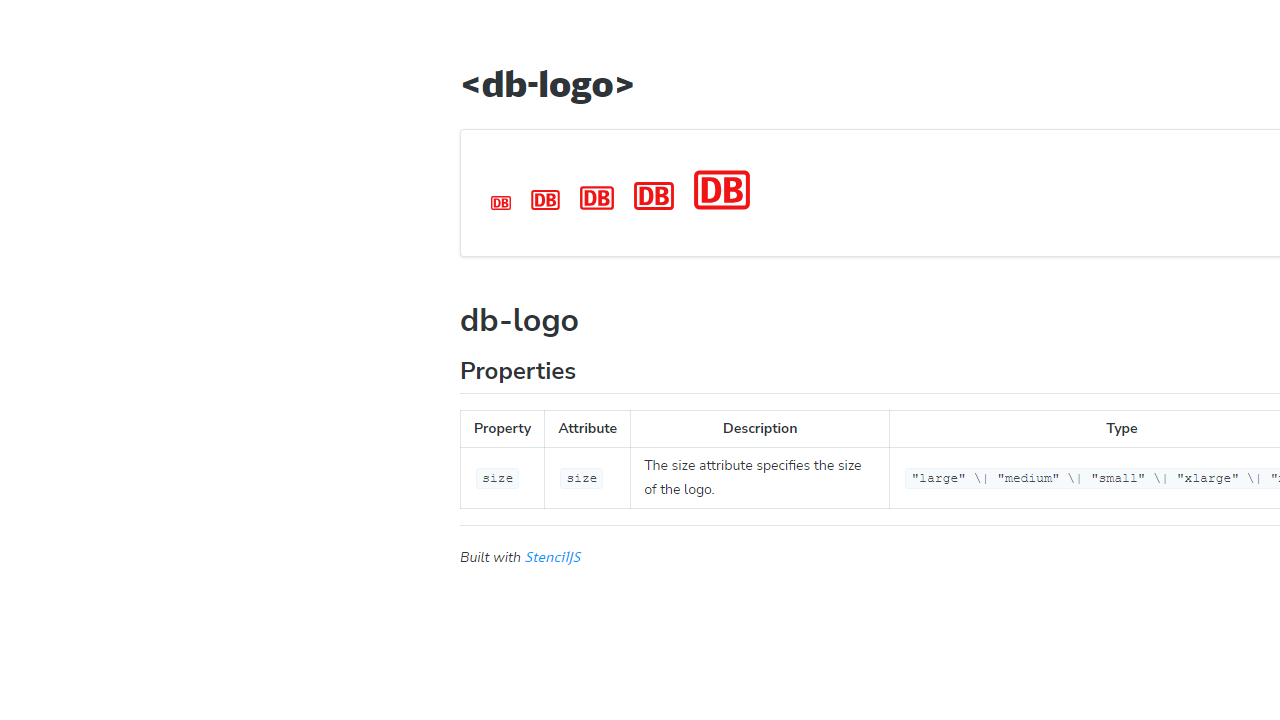 <db-logo>
DB DB DB DB DB
db-logo
Properties
Property Attribute Description Type
size size The size attribute specifies the size of the logo. "large" \| "medium" \| "small" \| "xlarge" \|
Built with StencilJS